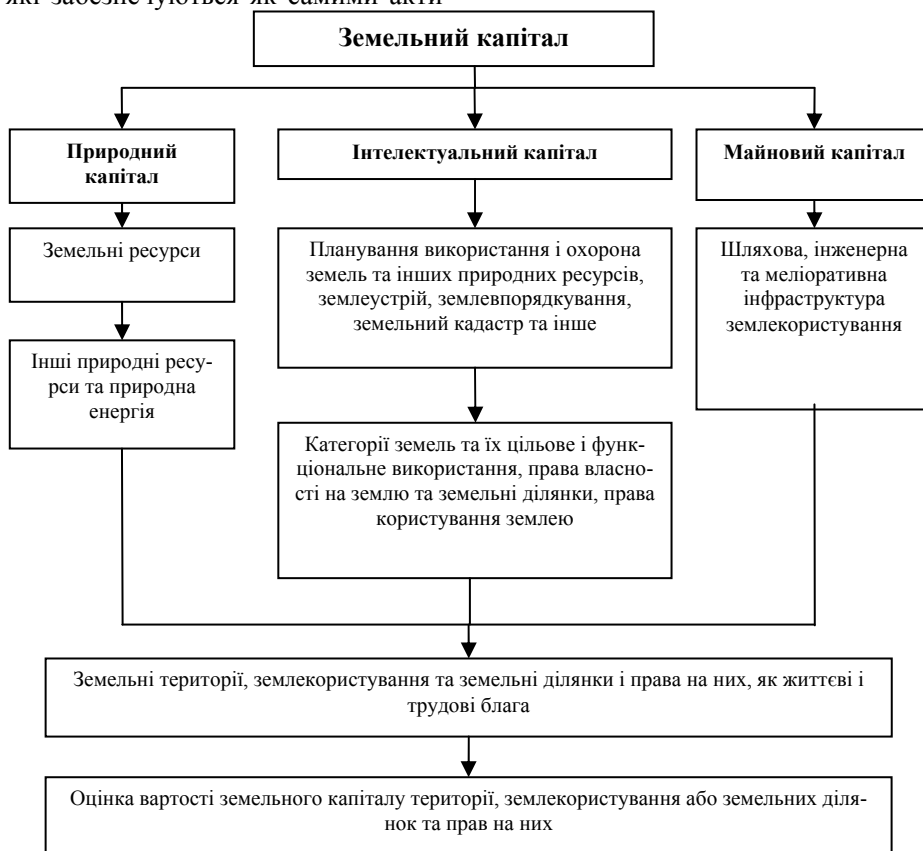 які забезпечуються як самими акти-
Земельний капітал
Природний
капітал
Інтелектуальний капітал
Майновий капітал
Земельні ресурси
Планування використання і охорона
земель та інших природних ресурсів,
землеустрій, землевпорядкування,
земельний кадастр та інше
Шляхова, інженерна
та меліоративна
інфраструктура
землекористування
Інші природні ресу-
рси та природна
енергія
Категорії земель та їх цільове і функ-
ціональне використання, права власно-
сті на землю та земельні ділянки, права
користування землею
Земельні території, землекористування та земельні ділянки і права на них, як життєві і
трудові блага
Оцінка вартості земельного капіталу території, землекористування або земельних діля-
нок та прав на них